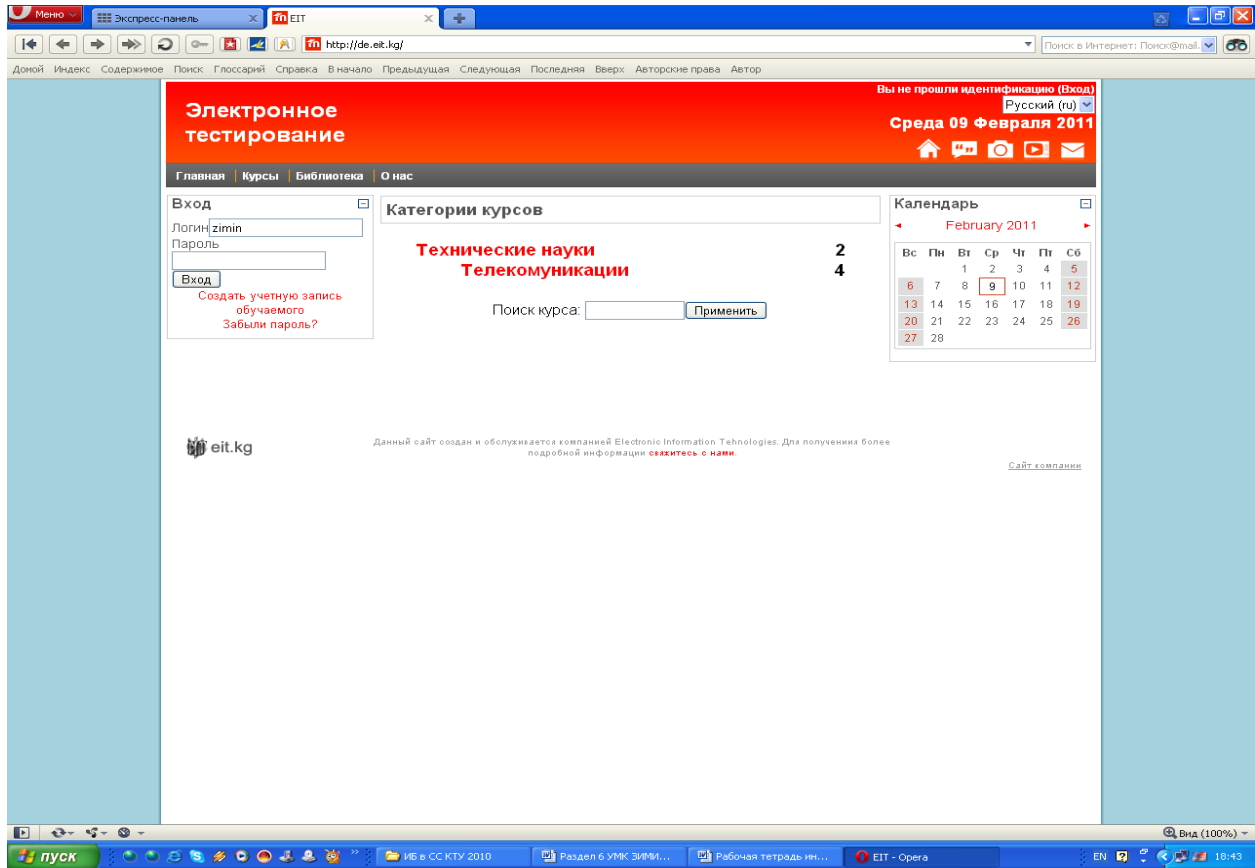 Меню
Экспресс-панель
EIT
http://de.eit.kg/
Поиск в Интернет: Поиск@mail.
Домой Индекс Содержимое Поиск Глоссарий Справка В начало Предыдущая Следующая Последняя Вверх Авторские права Автор
Вы не прошли идентификацию (Вход)
Русский (ru)
Электронное
тестирование
Среда 09 Февраля 2011
Главная Курсы Библиотека О нас
Вход
Логин zimin
Пароль
Вход
Создать учетную запись
обучаемого
Забыли пароль?
Категории курсов
Технические науки 2
Телекомуникации 4
Поиск курса: Применить
Календарь
February 2011
Вс Пн Вт Ср Чт Пт Сб
1 2 3 4 5
6 7 8 9 10 11 12
13 14 15 16 17 18 19
20 21 22 23 24 25 26
27 28
eit.kg
Данный сайт создан и обслуживается компанией Electronic Information Tehnologies. Для полученния более
подробной информации свяжитесь с нами.
Сайт компании
Вид (100%)
пуск
ИБ в СС КТУ 2010
Раздел 6 УМК ЗИМИ...
Рабочая тетрадь ин...
EIT - Opera
EN
18:43